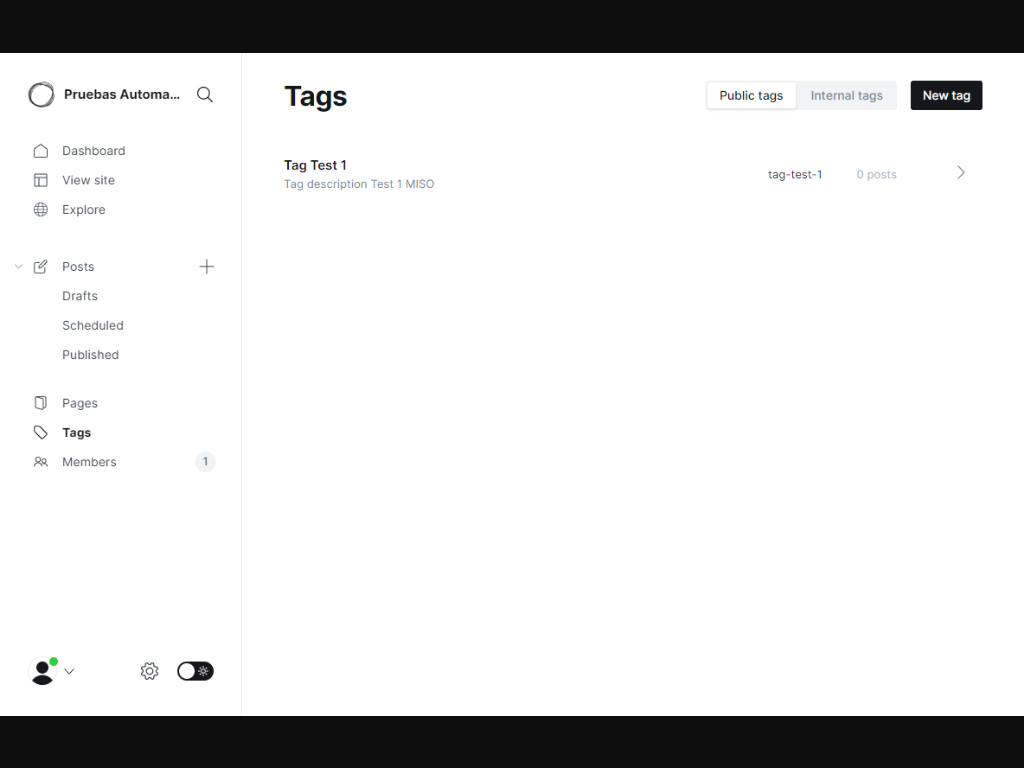 Pruebas Automa...
Dashboard
View site
Explore
Posts
Drafts
Scheduled
Published
Pages
Tags
Members
1
Tags
Public tags
Internal tags
New tag
Tag Test 1
Tag description Test 1 MISO
tag-test-1
0 posts